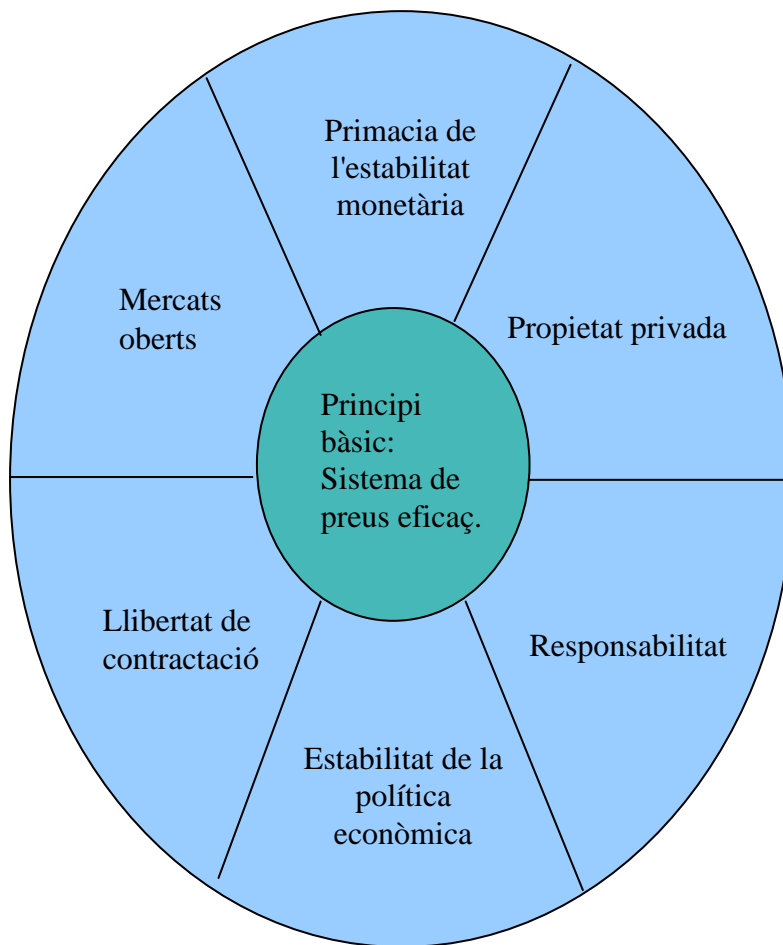 Primacia de
l'estabilitat
monetària
Mercats
oberts
Propietat privada
Principi
bàsic:
Sistema de
preus eficaç.
Llibertat de
contractació
Responsabilitat
Estabilitat de la
política
econòmica